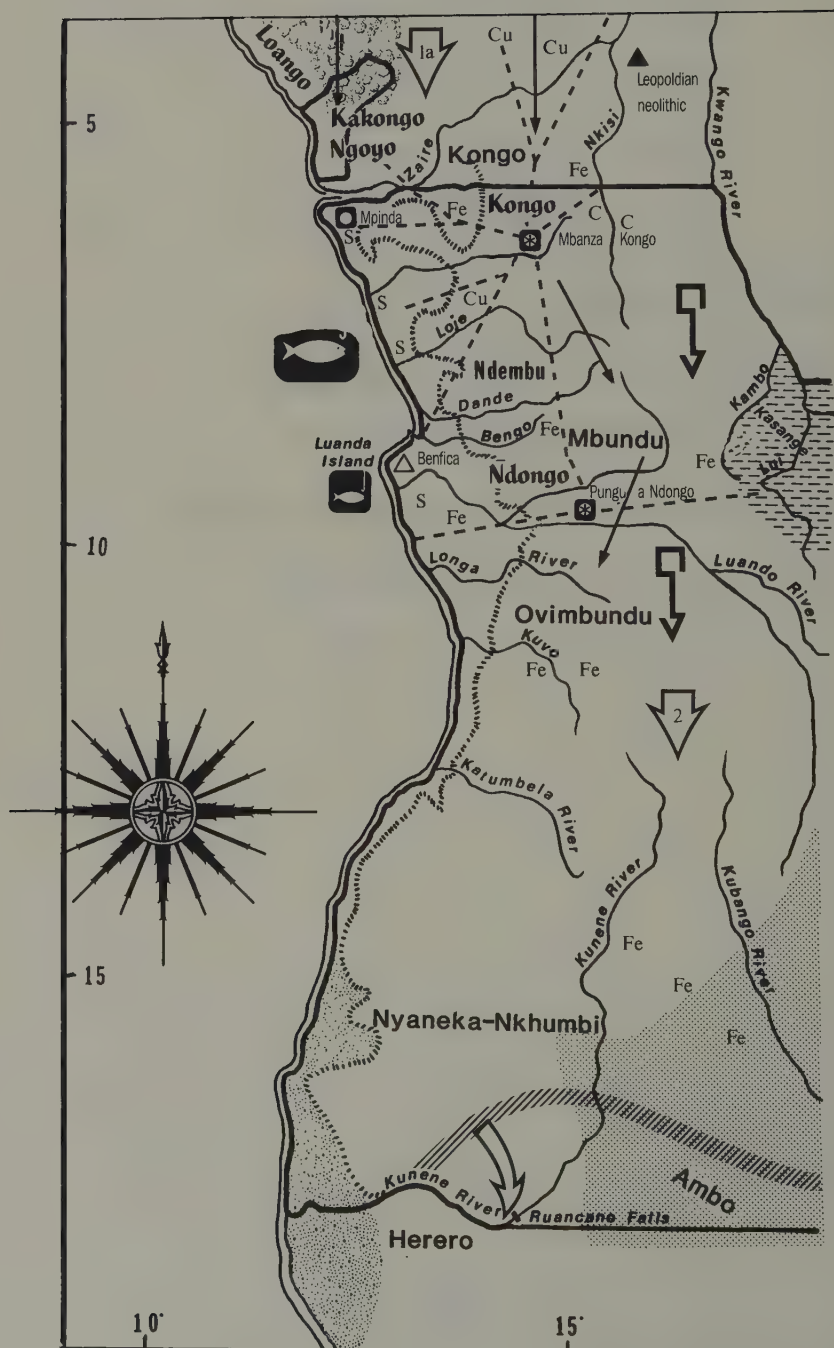 Loango
1a
Cu
Cu
Leopoldian
neolithic
Kwango River
5
Kakongo
Ngoyo
Zaire
Kongo
Nkisi
Fe
Mpinda
S
Fe
Kongo
C
C
Mbanza
Kongo
S
Cu
Loje
S
Ndembu
Dande
Kambo
Bengo
Fe
Mbundu
Kasange
Luanda
Island
Benfica
Ndongo
Fe
Lui
S
Fe
Pungu a Ndongo
10
Longa River
Luando River
Ovimbundu
Kuvo
Fe
Fe
2
Katumbela River
Kunene River
Kubango River
Fe
15
Fe
Nyaneka-Nkhumbi
Fe
Kunene River
Ambo
Ruancane Falls
Herero
10°
15°